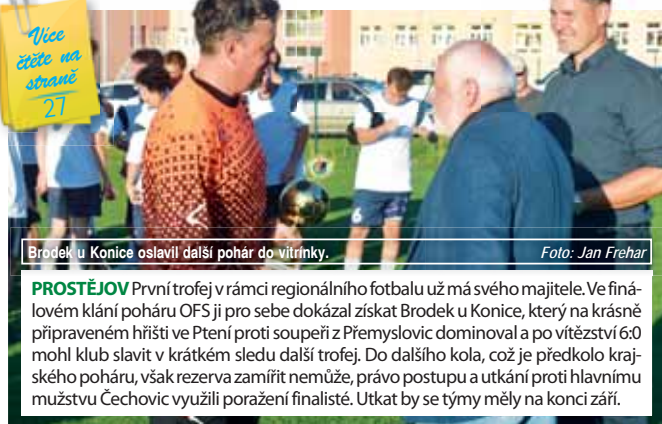 Více
čtěte na
straně
27
Brodek u Konice oslavil další pohár do vitrínky.
Foto: Jan Frehar
PROSTĚJOV První trofej v rámci regionálního fotbalu už má svého majitele. Ve finá-
lovém klání poháru OFS ji pro sebe dokázal získat Brodek u Konice, který na krásně
připraveném hřišti ve Ptení proti soupeři z Přemyslovic dominoval a po vítězství 6:0
mohl klub slavit v krátkém sledu další trofej. Do dalšího kola, což je předkolo kraj-
ského poháru, však rezerva zamířit nemůže, právo postupu a utkání proti hlavnímu
mužstvu Čechovic využili poražení finalisté. Utkat by se týmy měly na konci září.
6